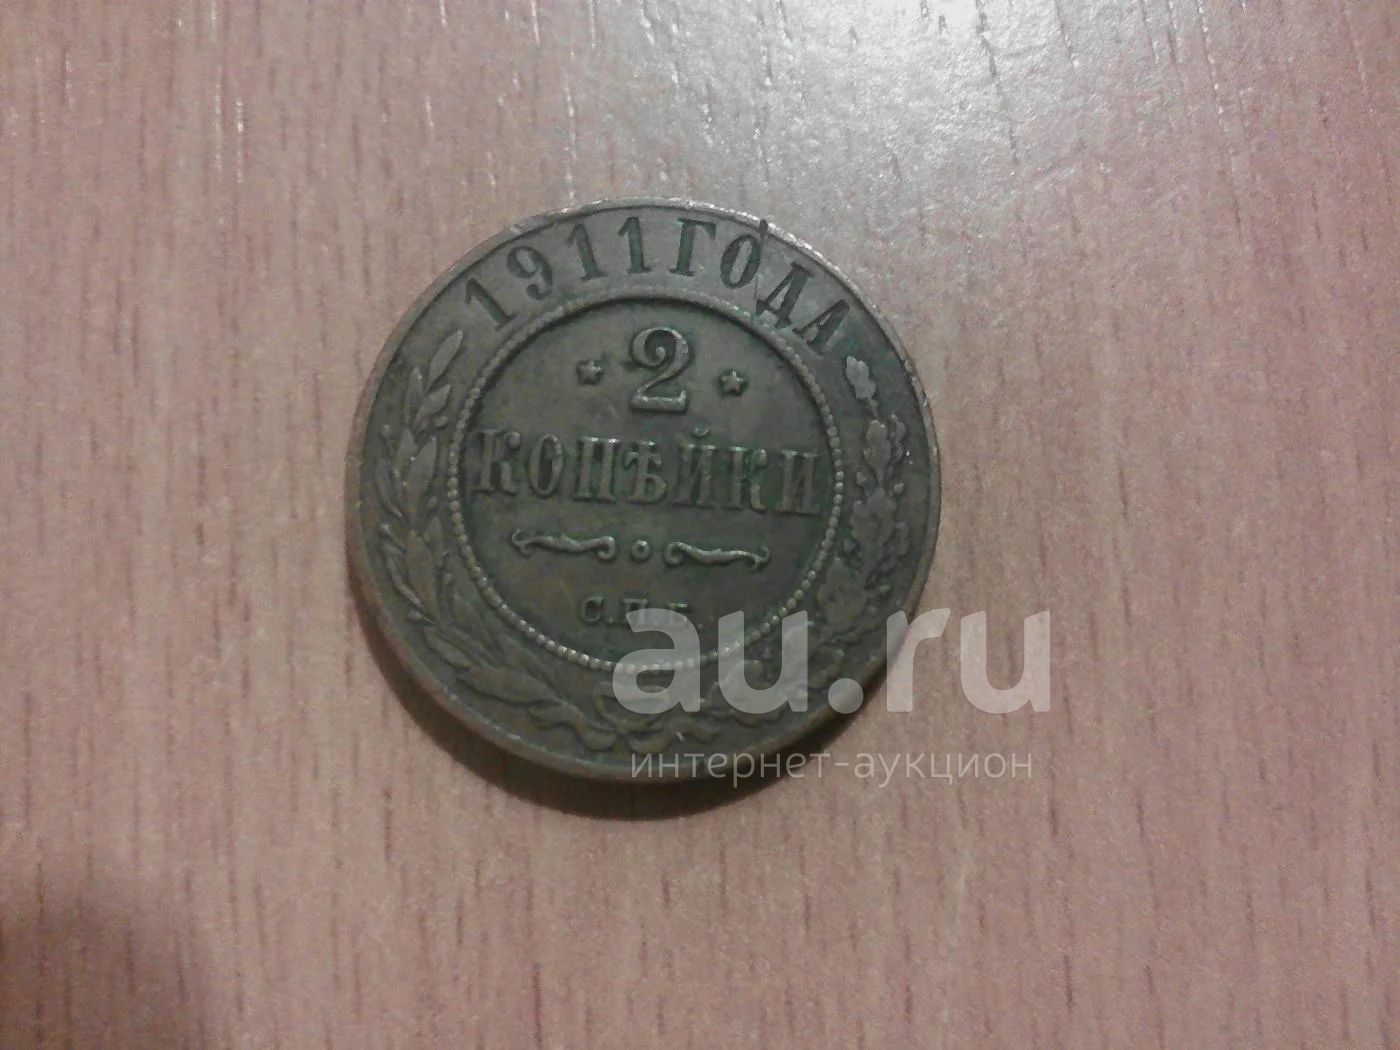 1911 ГОДА
2
КОПѢЙКИ
С.П.Б.
au.ru
интернет-аукцион